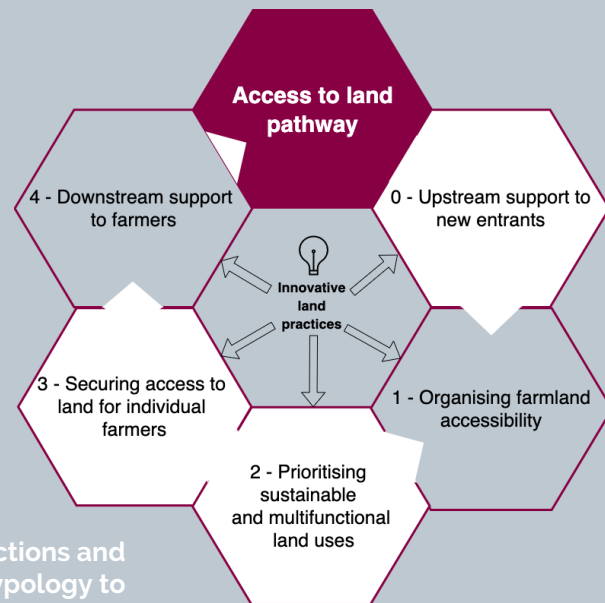 Access to land
pathway
0 - Upstream support to
new entrants
1 - Organising farmland
accessibility
2 - Prioritising
sustainable
and multifunctional
land uses
3 - Securing access to
land for individual
farmers
4 - Downstream support
to farmers
Innovative
land
practices
ctions and
ypology to